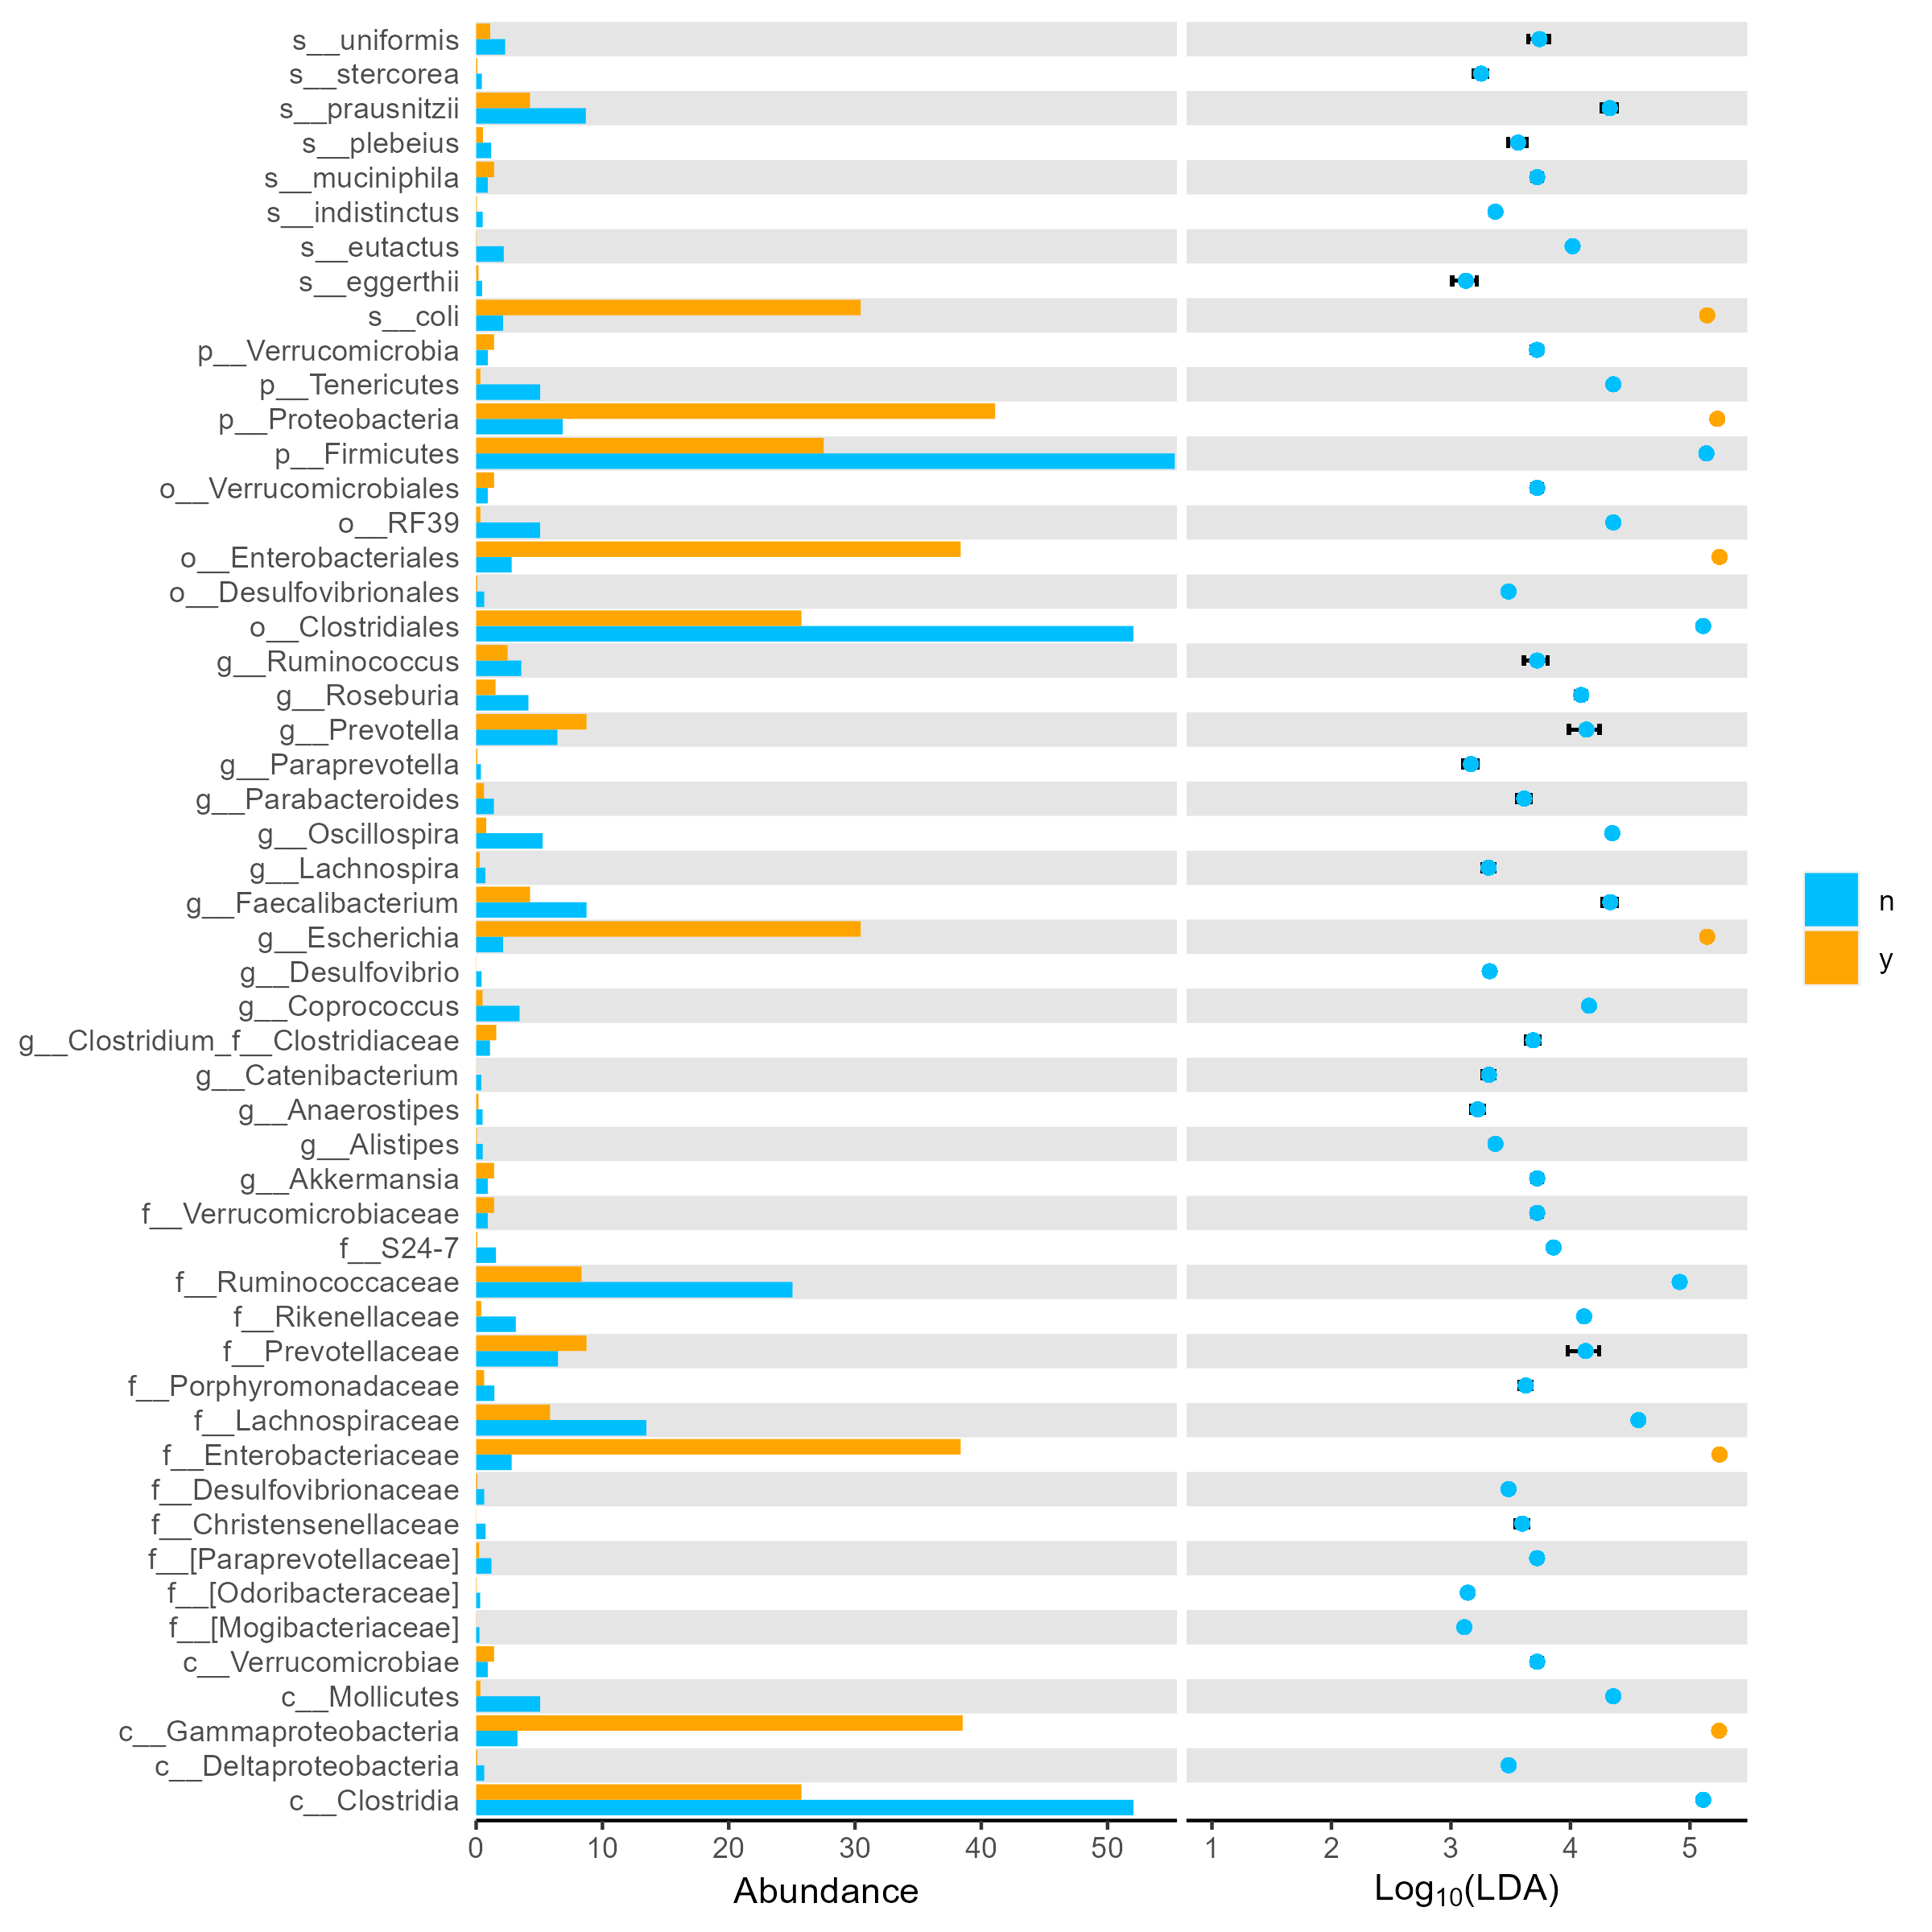 s__uniformis
s__stercorea
s__prausnitzii
s__plebeius
s__muciniphila
s__indistinctus
s__eutactus
s__eggerthii
s__coli
p__Verrucomicrobia
p__Tenericutes
p__Proteobacteria
p__Firmicutes
o__Verrucomicrobiales
o__RF39
o__Enterobacteriales
o__Desulfovibrionales
o__Clostridiales
g__Ruminococcus
g__Roseburia
g__Prevotella
g__Paraprevotella
g__Parabacteroides
g__Oscillospira
g__Lachnospira
g__Faecalibacterium
g__Escherichia
g__Desulfovibrio
g__Coprococcus
g__Clostridium_f__Clostridiaceae
g__Catenibacterium
g__Anaerostipes
g__Alistipes
g__Akkermansia
f__Verrucomicrobiaceae
f__S24-7
f__Ruminococcaceae
f__Rikenellaceae
f__Prevotellaceae
f__Porphyromonadaceae
f__Lachnospiraceae
f__Enterobacteriaceae
f__Desulfovibrionaceae
f__Christensenellaceae
f__[Paraprevotellaceae]
f__[Odoribacteraceae]
f__[Mogibacteriaceae]
c__Verrucomicrobiae
c__Mollicutes
c__Gammaproteobacteria
c__Deltaproteobacteria
c__Clostridia
0 10 20 30 40 50
Abundance
1 2 3 4 5
Log10(LDA)
n
y